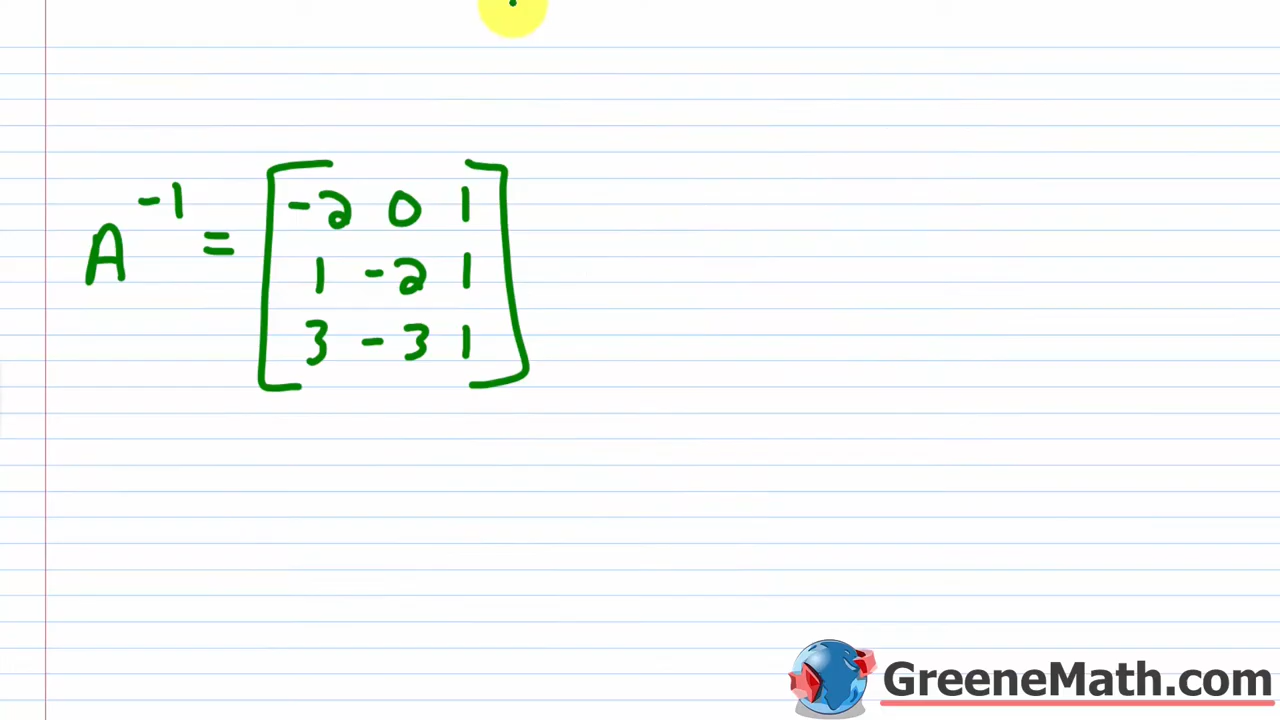 A⁻¹ = [-2 0 1
1 -2 1
3 -3 1]
GreeneMath.com